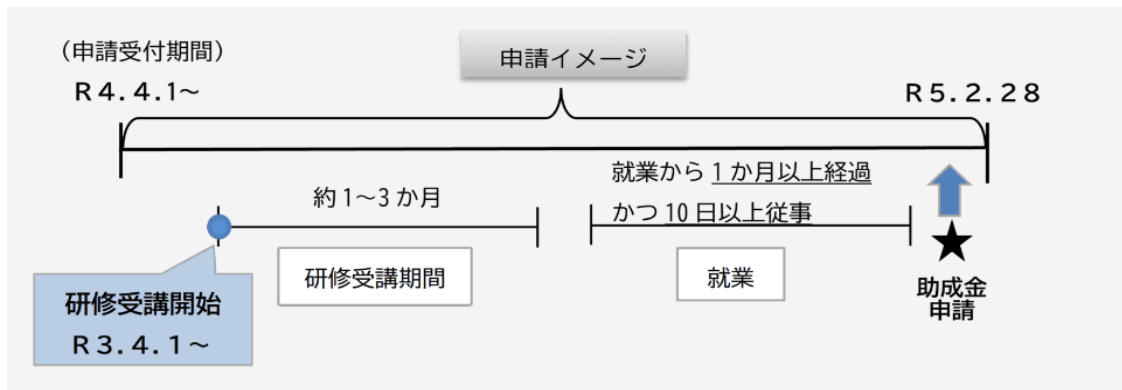 申請イメージ
（申請受付期間）
Ｒ４．４．１～
Ｒ５．２．２８
約１～３か月
就業から １か月以上経過
かつ 10 日以上従事
研修受講期間
就業
研修受講開始
Ｒ３．４．１～
助成金
申請